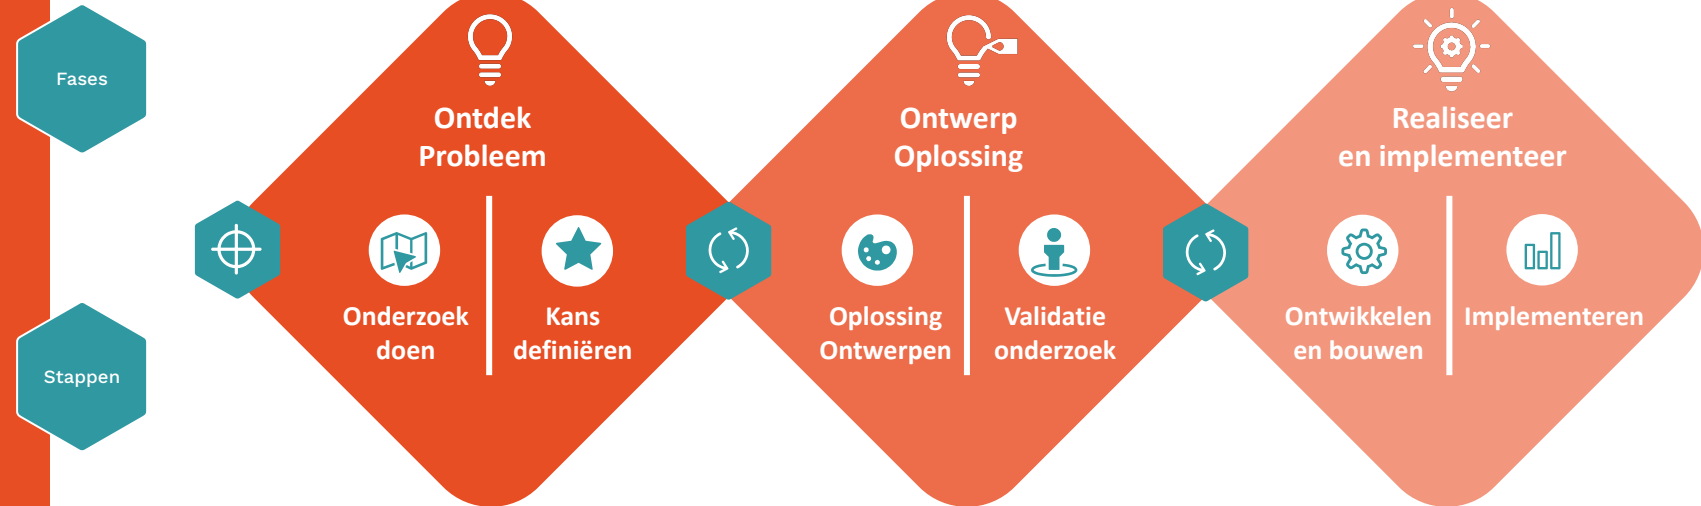 Fases
Ontdek
Probleem
Onderzoek
doen
Kans
definiëren
Ontwerp
Oplossing
Oplossing
Ontwerpen
Validatie
onderzoek
Realiseer
en implementeer
Ontwikkelen
en bouwen
Implementeren
Stappen